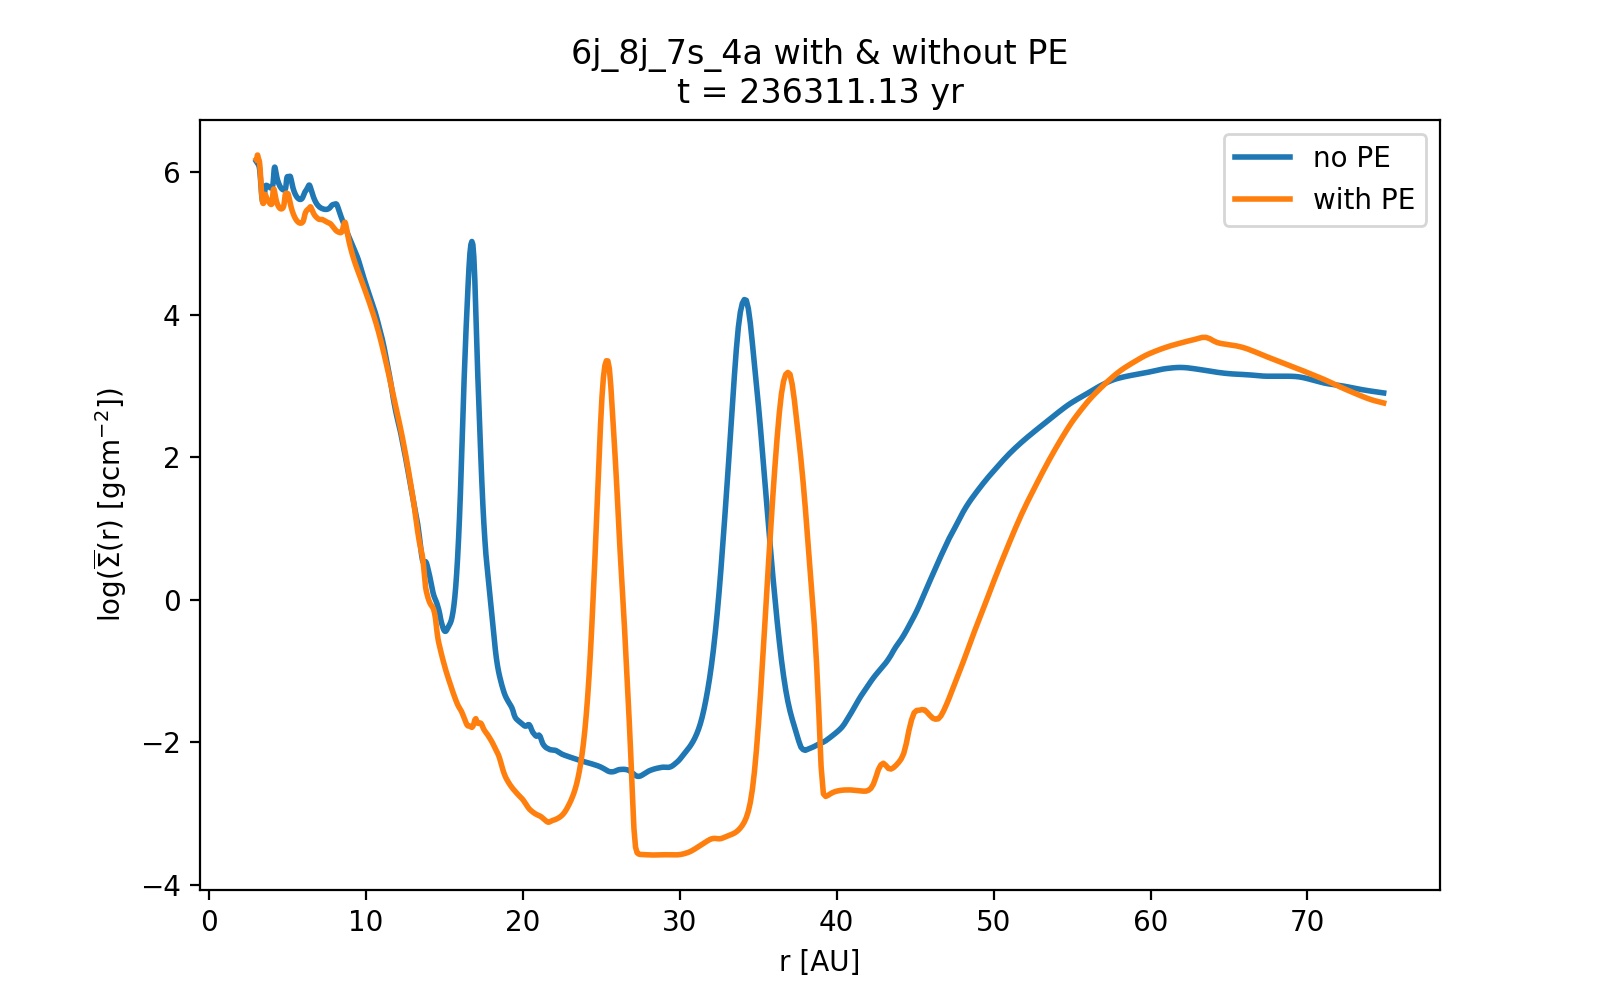 6j_8j_7s_4a with & without PE
t = 236311.13 yr
no PE
with PE
6
4
2
0
−2
−4
log(Σ̅(r) [gcm⁻²])
0 10 20 30 40 50 60 70
r [AU]